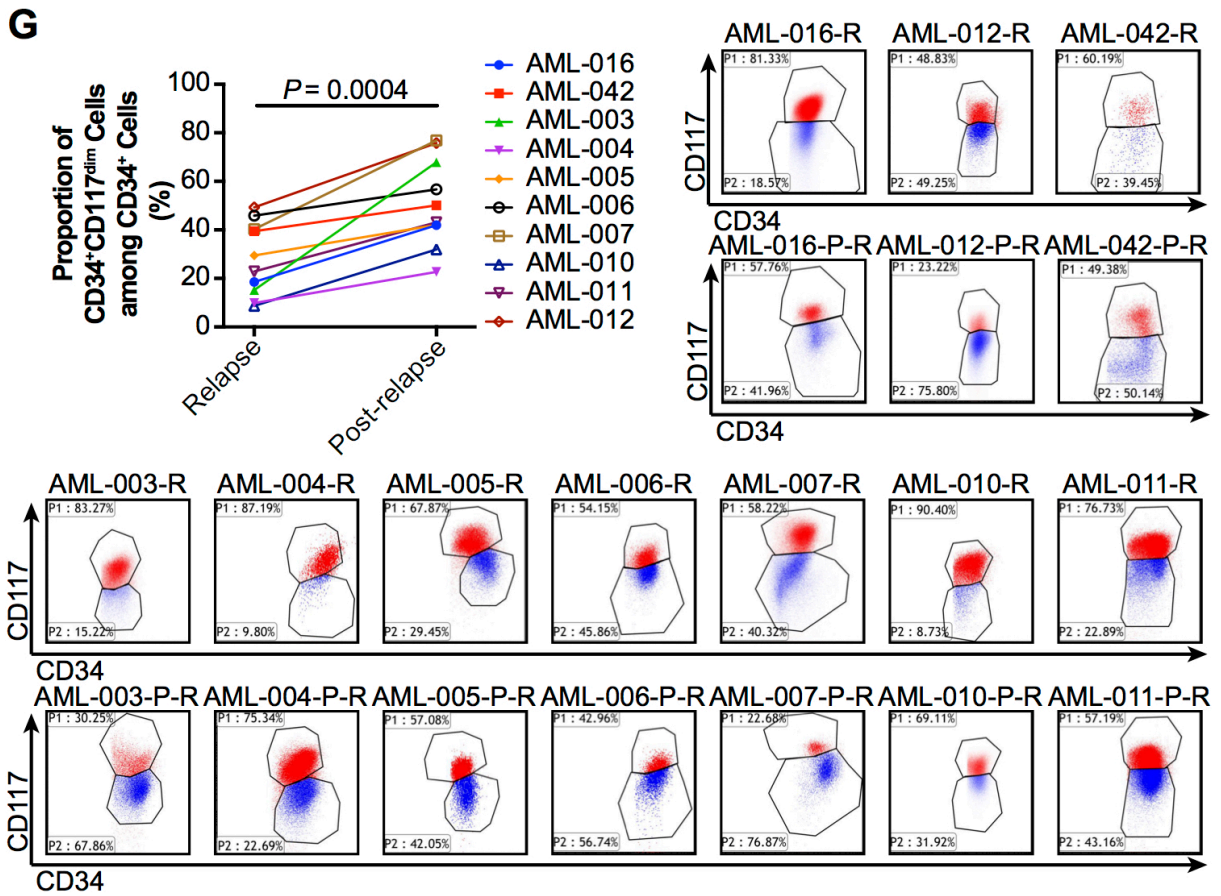 G
Proportion of
CD34+CD117dim Cells
among CD34+ Cells
(%)
100
80
60
40
20
0
P = 0.0004
Relapse
Post-relapse
AML-016
AML-042
AML-003
AML-004
AML-005
AML-006
AML-007
AML-010
AML-011
AML-012
AML-016-R AML-012-R AML-042-R
P1 : 81.33% P1 : 48.83% P1 : 60.19%
CD117
P2 : 18.57% P2 : 49.25% P2 : 39.45%
CD34
AML-016-P-R AML-012-P-R AML-042-P-R
P1 : 57.76% P1 : 23.22% P1 : 49.38%
CD117
P2 : 41.96% P2 : 75.80% P2 : 50.14%
CD34
AML-003-R AML-004-R AML-005-R AML-006-R AML-007-R AML-010-R AML-011-R
P1 : 83.27% P1 : 87.19% P1 : 67.87% P1 : 54.15% P1 : 58.22% P1 : 90.40% P1 : 76.73%
CD117
P2 : 15.22% P2 : 9.80% P2 : 29.45% P2 : 45.86% P2 : 40.32% P2 : 8.73% P2 : 22.89%
CD34
AML-003-P-R AML-004-P-R AML-005-P-R AML-006-P-R AML-007-P-R AML-010-P-R AML-011-P-R
P1 : 30.25% P1 : 75.34% P1 : 57.08% P1 : 42.96% P1 : 22.68% P1 : 69.11% P1 : 57.19%
CD117
P2 : 67.86% P2 : 22.69% P2 : 42.05% P2 : 56.74% P2 : 76.87% P2 : 31.92% P2 : 43.16%
CD34